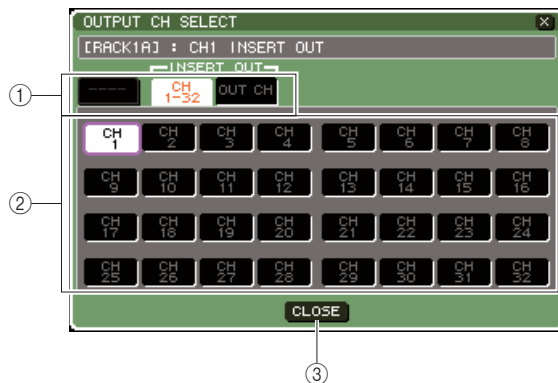 OUTPUT CH SELECT
[RACK1A] : CH1 INSERT OUT
INSERT OUT
---- CH 1-32 OUT CH
①
CH 1 CH 2 CH 3 CH 4 CH 5 CH 6 CH 7 CH 8
CH 9 CH 10 CH 11 CH 12 CH 13 CH 14 CH 15 CH 16
②
CH 17 CH 18 CH 19 CH 20 CH 21 CH 22 CH 23 CH 24
CH 25 CH 26 CH 27 CH 28 CH 29 CH 30 CH 31 CH 32
CLOSE
③